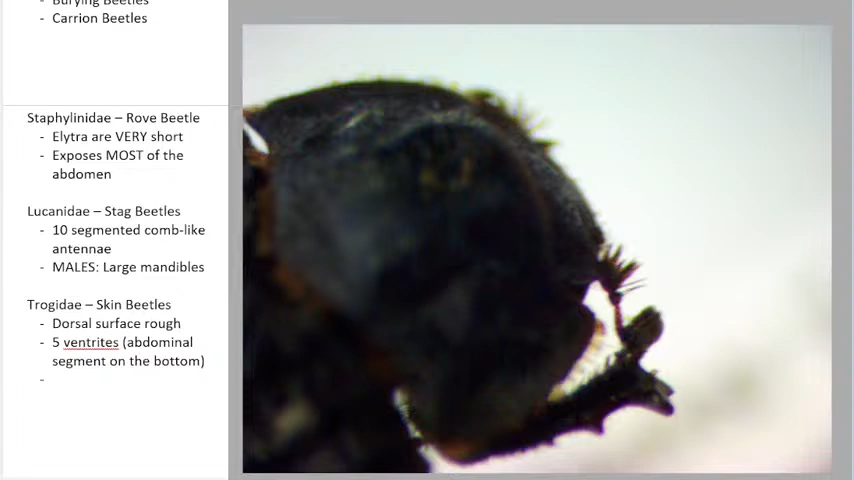 - Burying Beetles
- Carrion Beetles
Staphylinidae – Rove Beetle
- Elytra are VERY short
- Exposes MOST of the
abdomen
Lucanidae – Stag Beetles
- 10 segmented comb-like
antennae
- MALES: Large mandibles
Trogidae – Skin Beetles
- Dorsal surface rough
- 5 ventrites (abdominal
segment on the bottom)
-